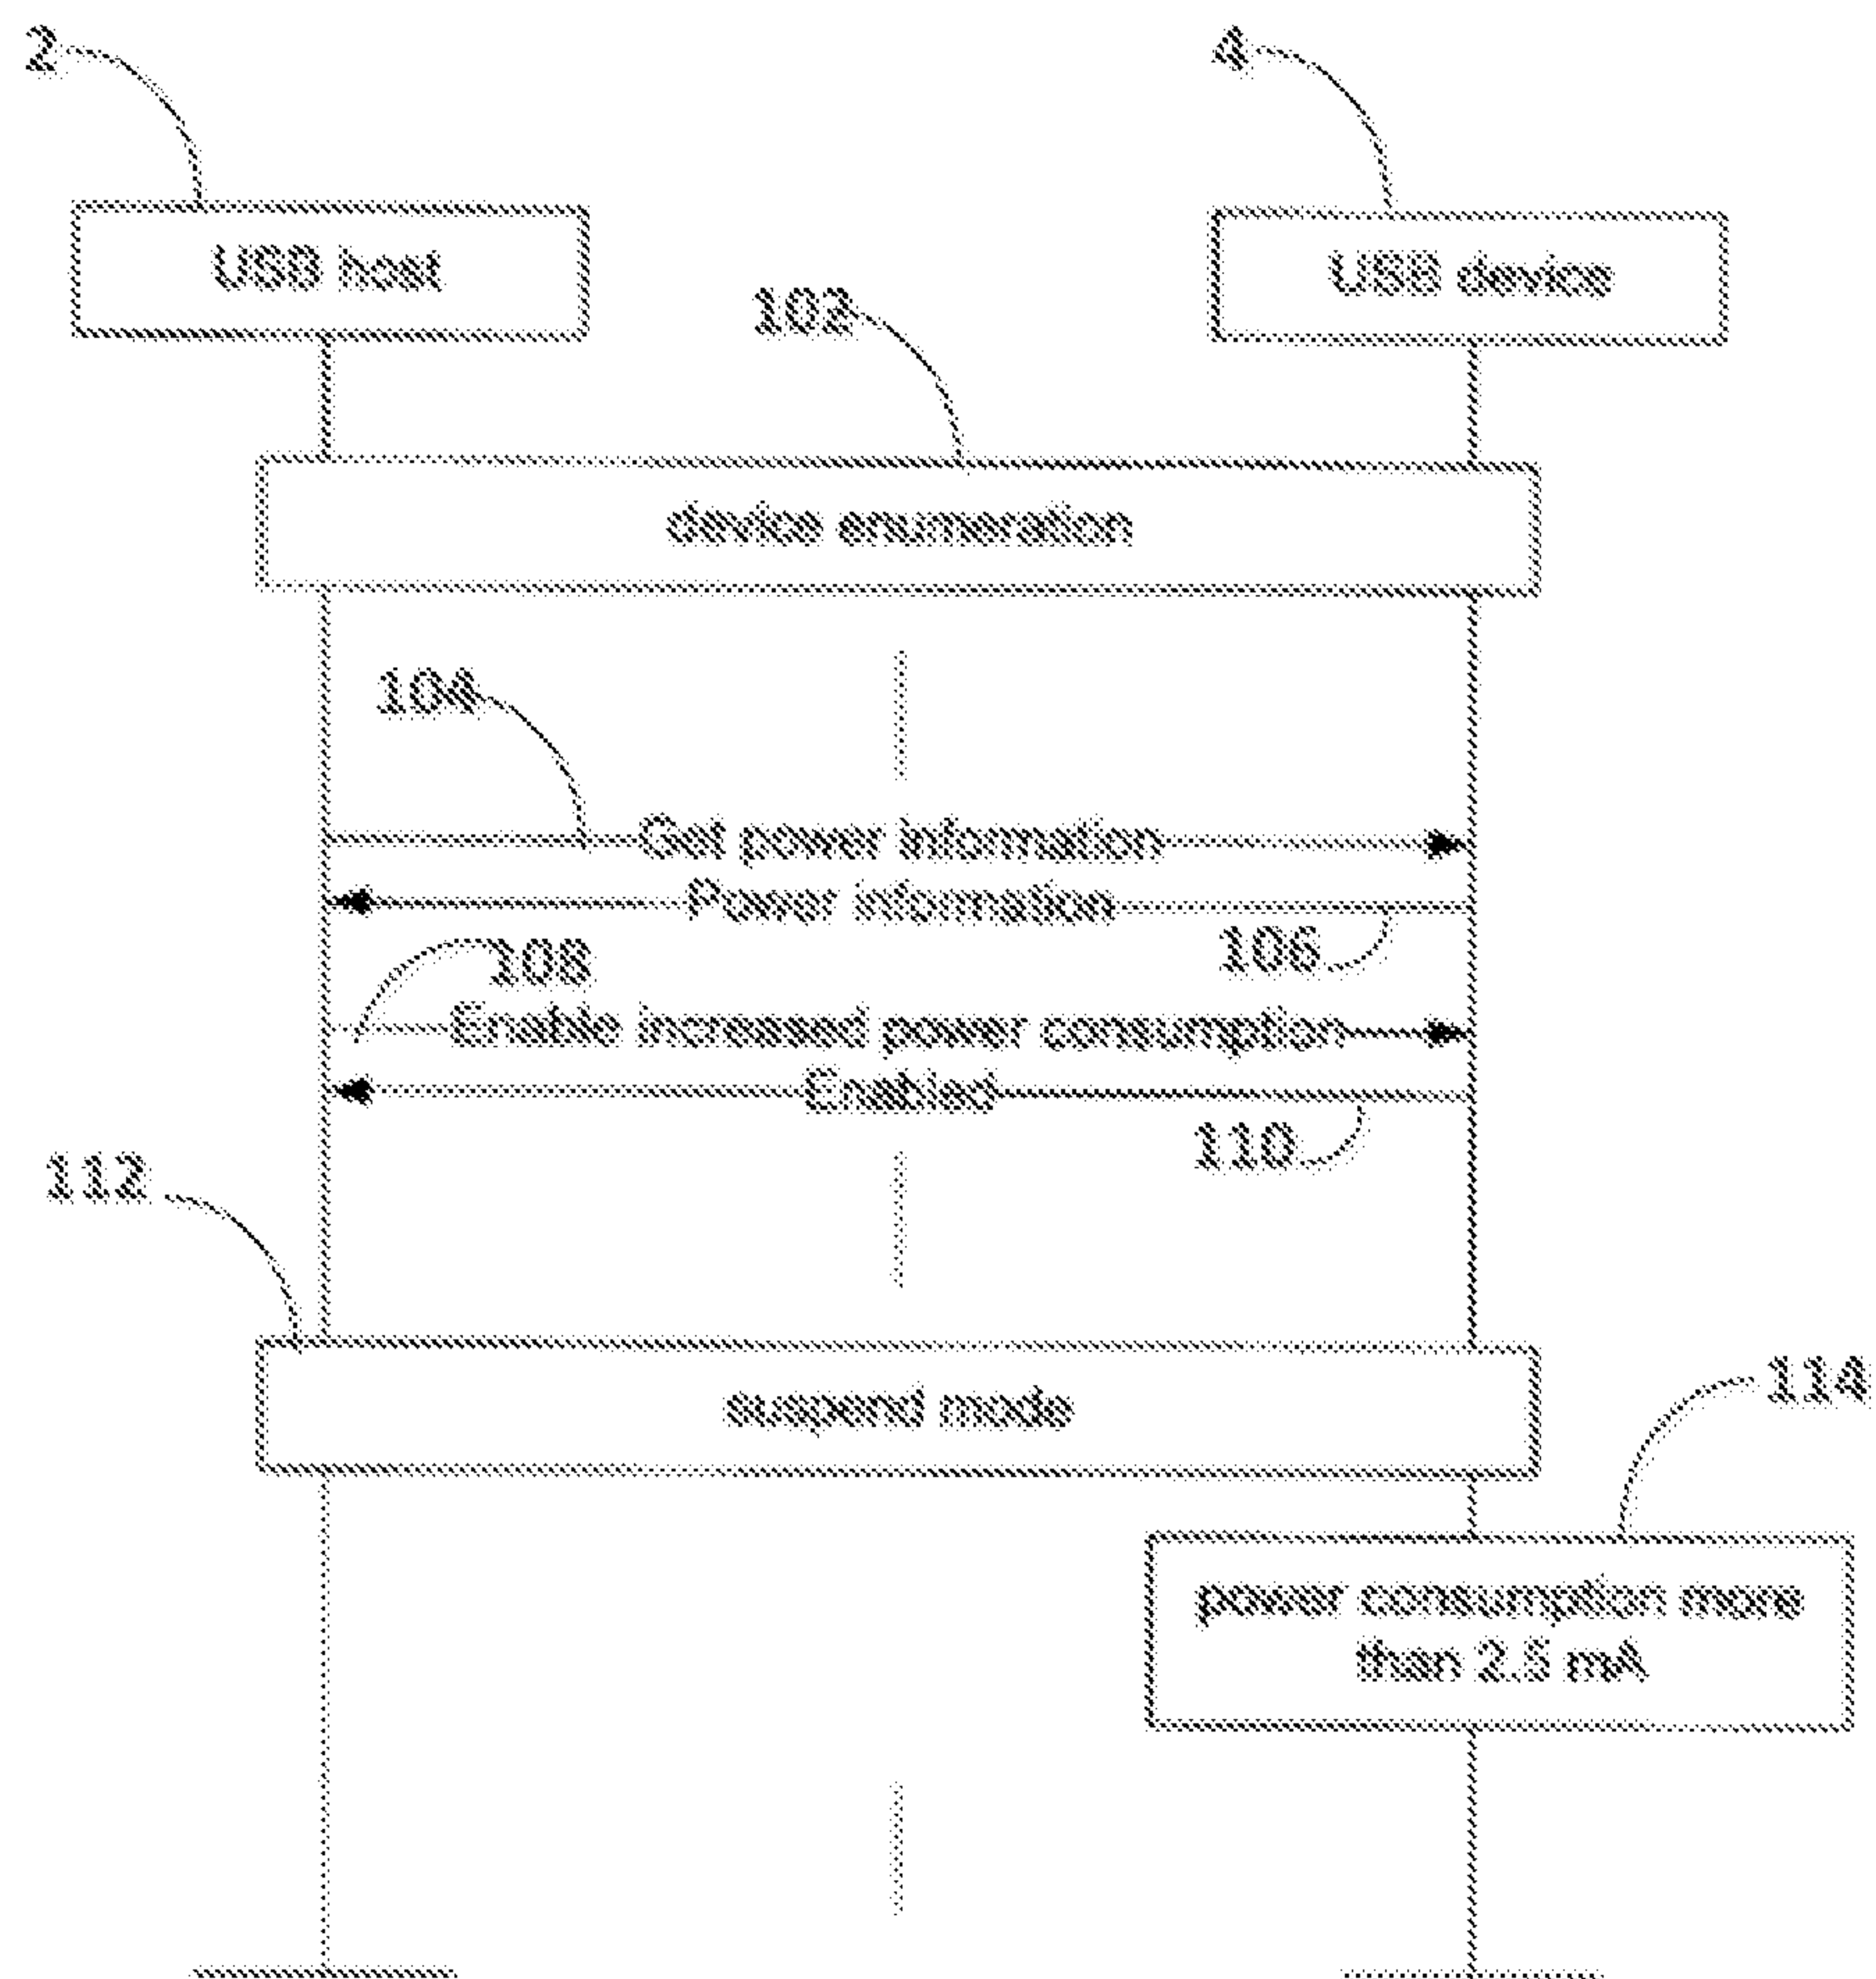 2
4
USB host
USB device
102
device enumeration
104
Get power information
Power information
106
108
Enable increased power consumption
Enabled
110
112
suspend mode
114
power consumption more
than 2.5 mA